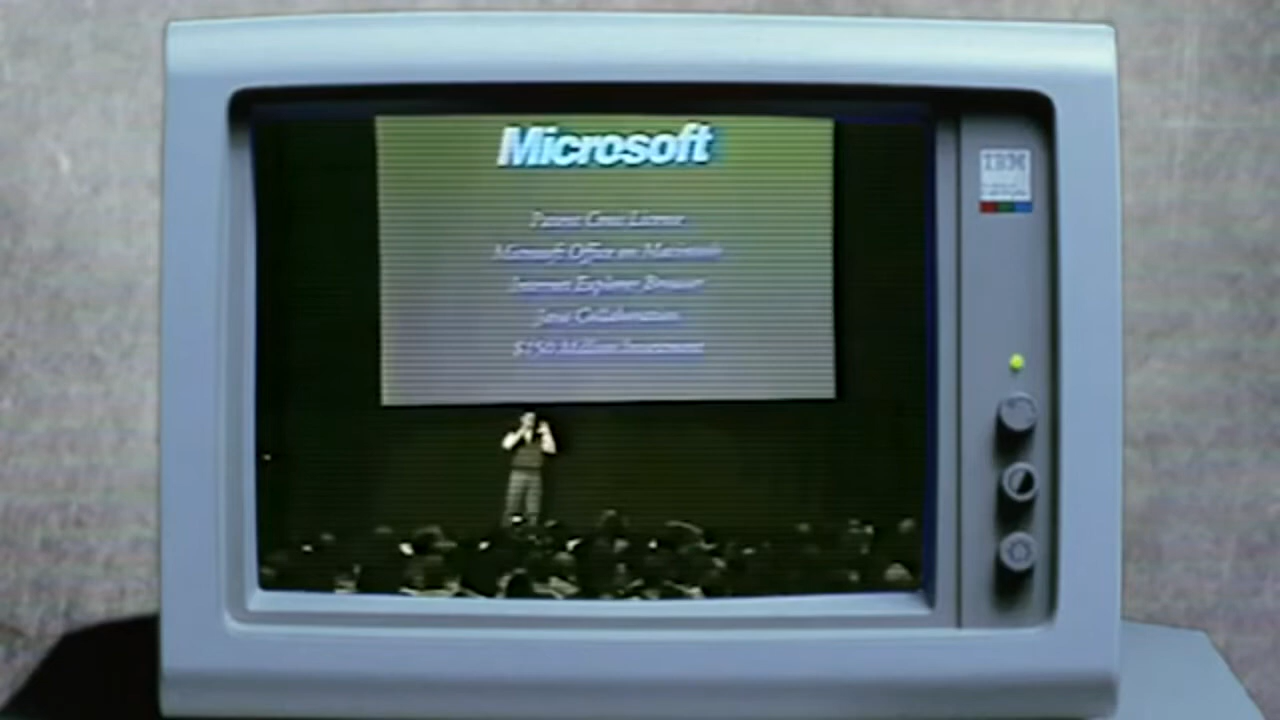 Microsoft
Patent Cross License
Microsoft Office on Macintosh
Internet Explorer Browser
Java Collaboration
$150 Million Investment
IBM